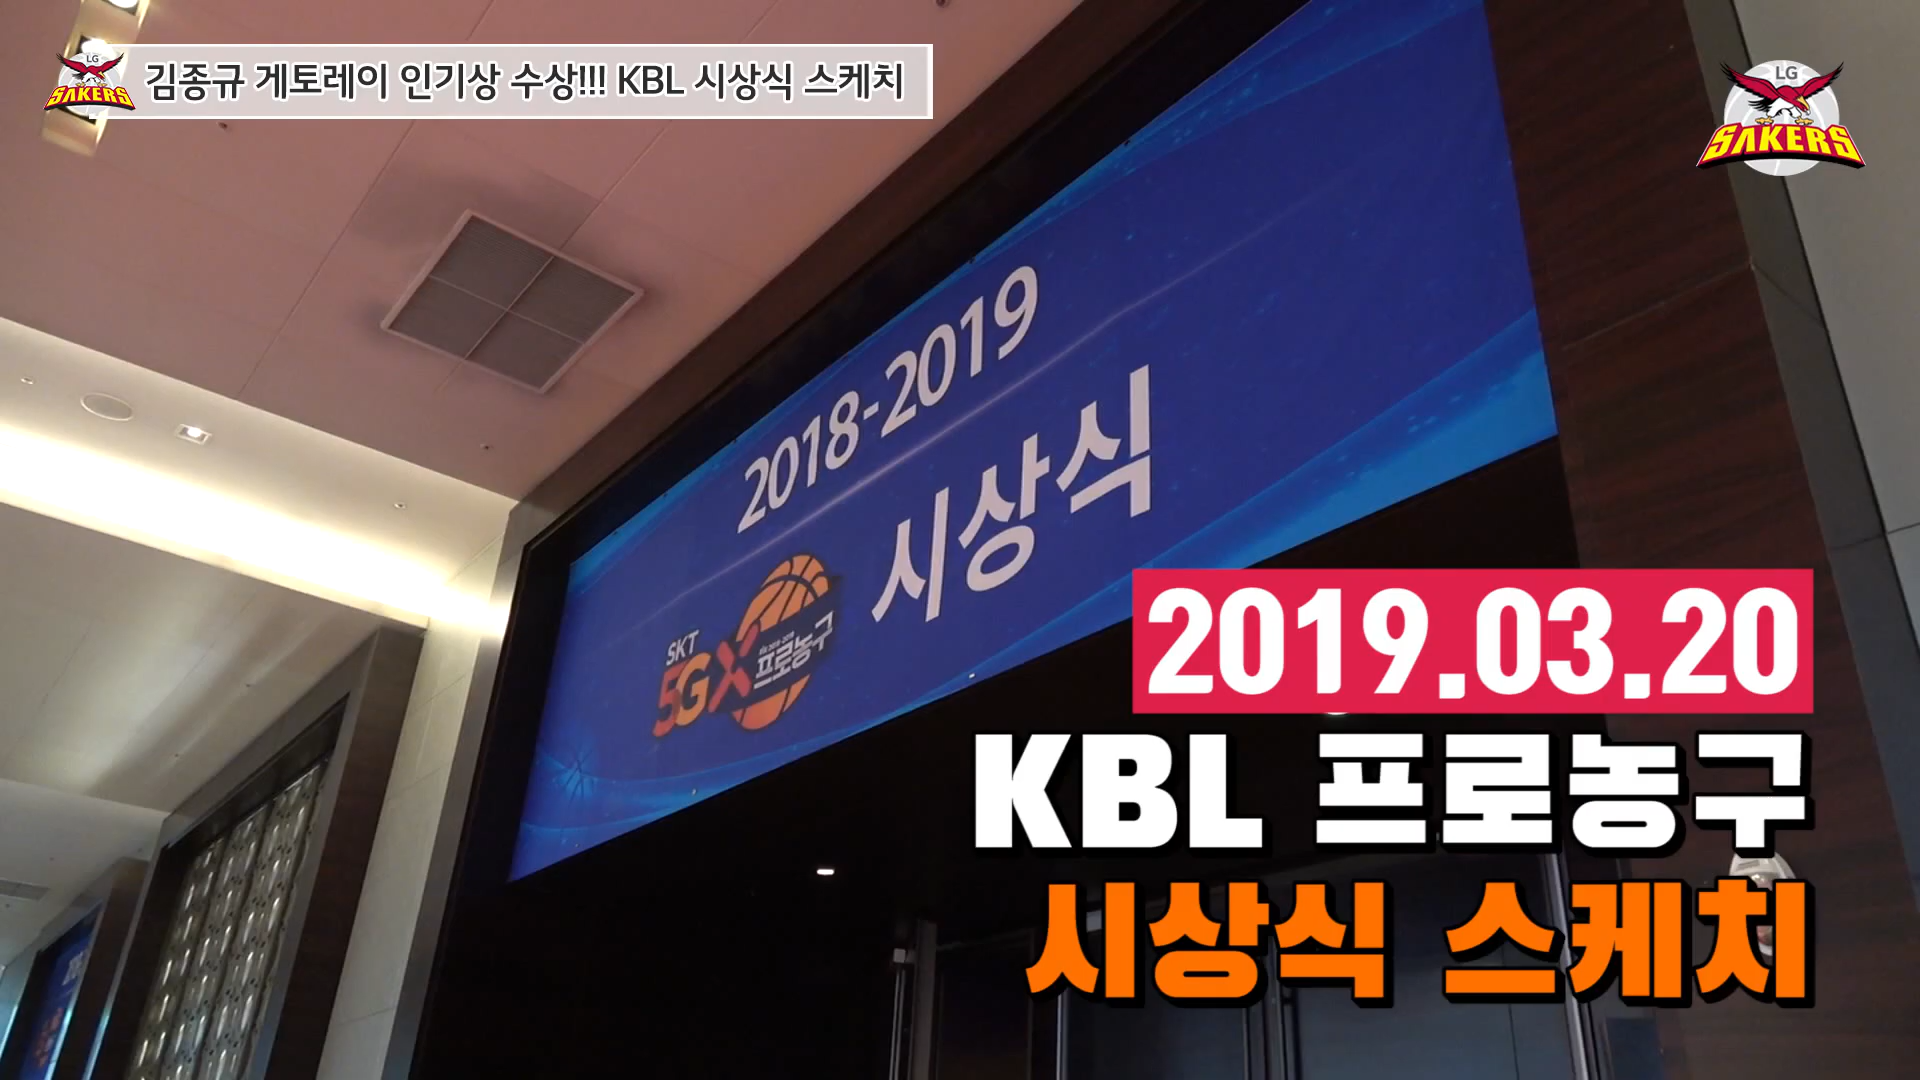 LG
SAKERS
김종규 게토레이 인기상 수상!!! KBL 시상식 스케치
LG
SAKERS
2018-2019
시상식
SKT
5GX
프로농구
2019.03.20
KBL 프로농구
시상식 스케치